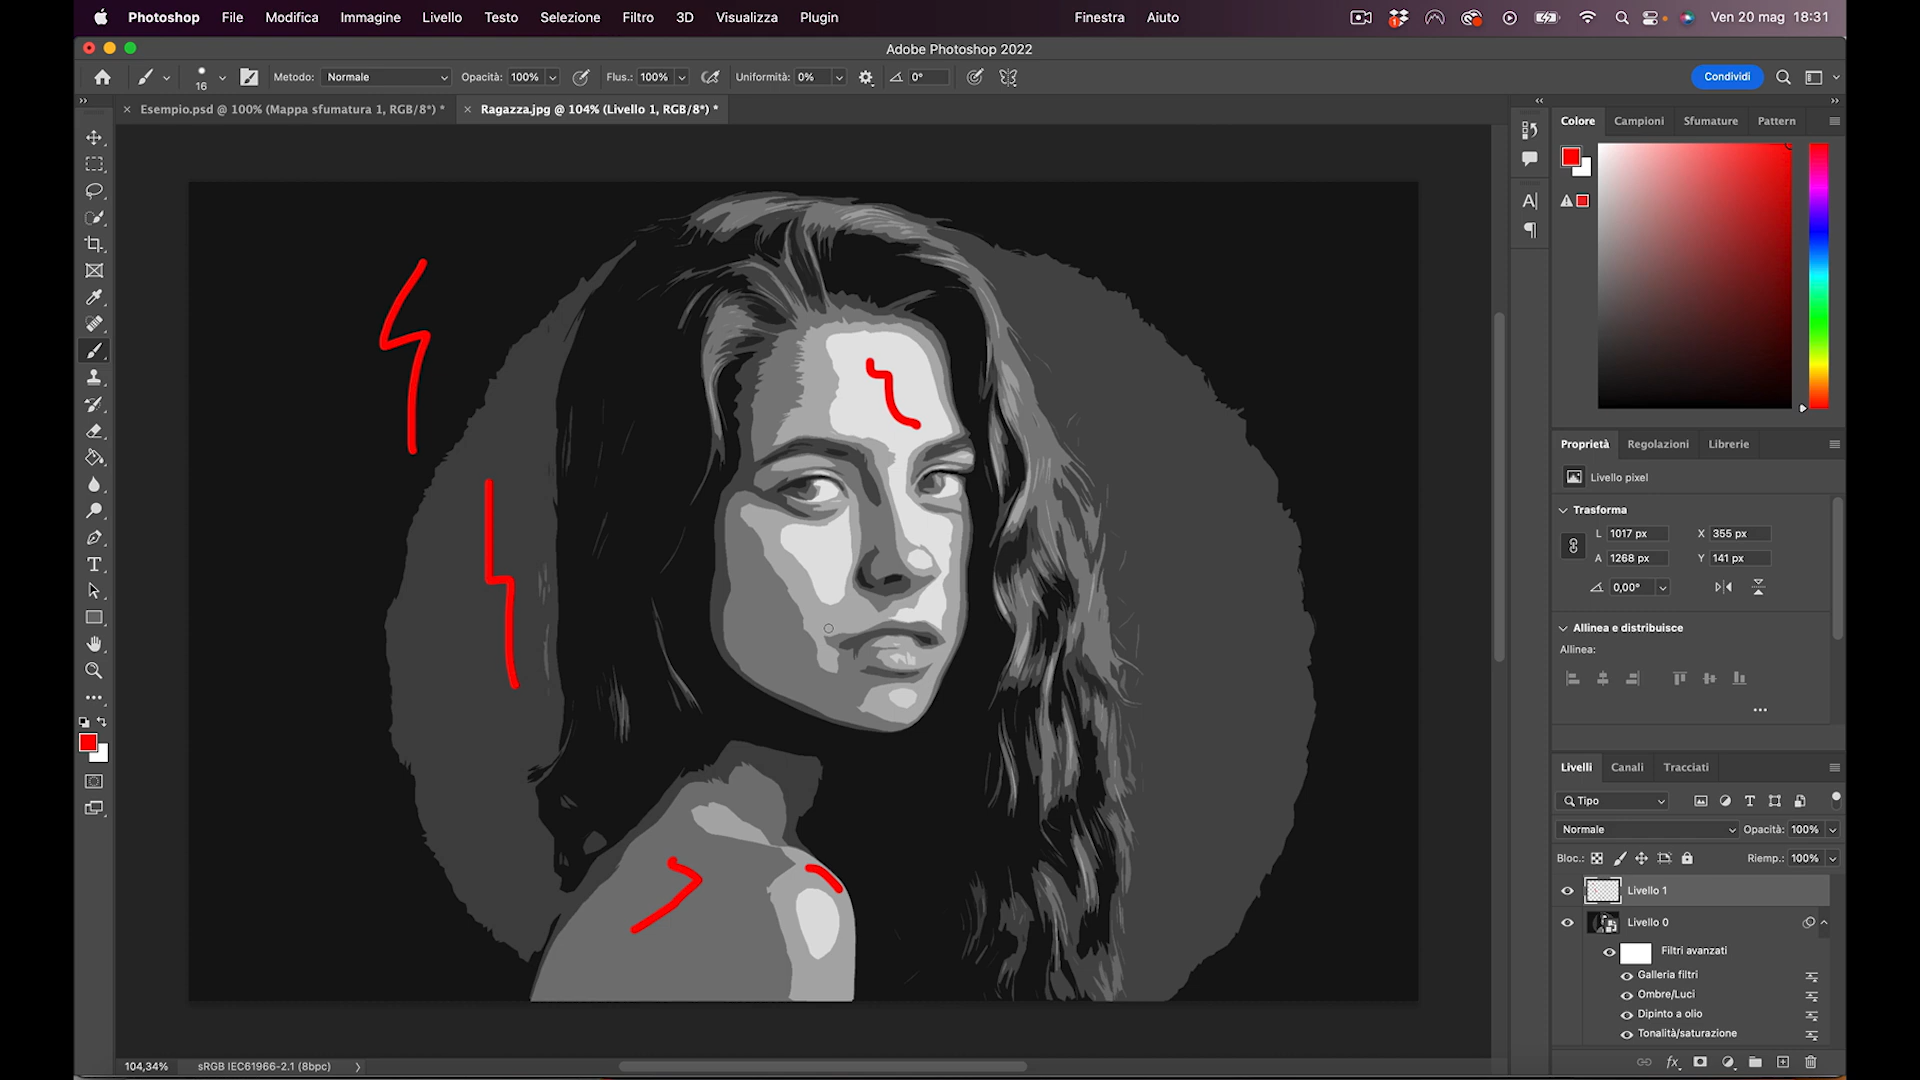 Photoshop File Modifica Immagine Livello Testo Selezione Filtro 3D Visualizza Plugin Finestra Aiuto 1 Ven 20 mag 18:31
Adobe Photoshop 2022
16 Metodo: Normale Opacità: 100% Flus.: 100% Uniformità: 0% 0° Condividi
Esempio.psd @ 100% (Mappa sfumatura 1, RGB/8*) * Ragazza.jpg @ 104% (Livello 1, RGB/8*) *
Colore Campioni Sfumature Pattern
Proprietà Regolazioni Librerie
Livello pixel
Trasforma
L 1017 px X 355 px
A 1268 px Y 141 px
0,00°
Allinea e distribuisce
Allinea:
Livelli Canali Tracciati
Tipo
Normale Opacità: 100%
Bloc.: Riemp.: 100%
Livello 1
Livello 0
Filtri avanzati
Galleria filtri
Ombre/Luci
Dipinto a olio
Tonalità/saturazione
104,34% sRGB IEC61966-2.1 (8bpc)